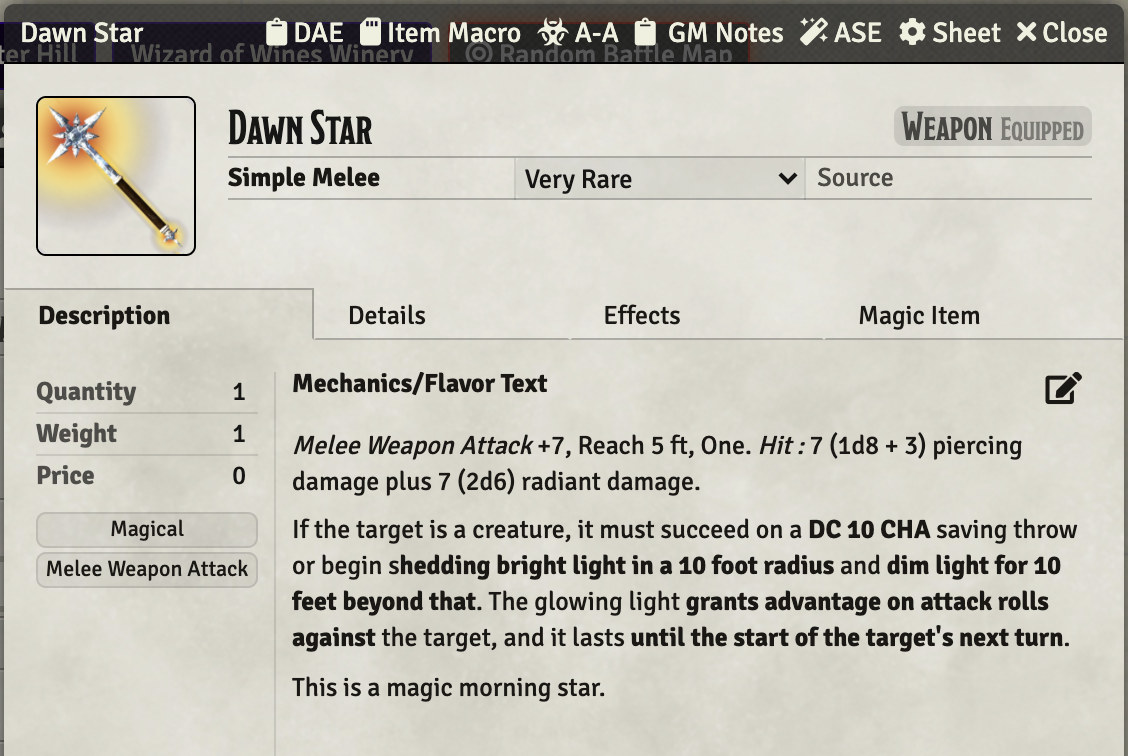 Dawn Star DAE Item Macro A-A GM Notes ASE Sheet Close
ter Hill Wizard of Wines Winery Random Battle Map
Dawn Star
Weapon Equipped
Simple Melee Very Rare Source
Description Details Effects Magic Item
Quantity 1
Weight 1
Price 0
Magical
Melee Weapon Attack
Mechanics/Flavor Text
Melee Weapon Attack +7, Reach 5 ft, One. Hit : 7 (1d8 + 3) piercing
damage plus 7 (2d6) radiant damage.
If the target is a creature, it must succeed on a DC 10 CHA saving throw
or begin shedding bright light in a 10 foot radius and dim light for 10
feet beyond that. The glowing light grants advantage on attack rolls
against the target, and it lasts until the start of the target's next turn.
This is a magic morning star.